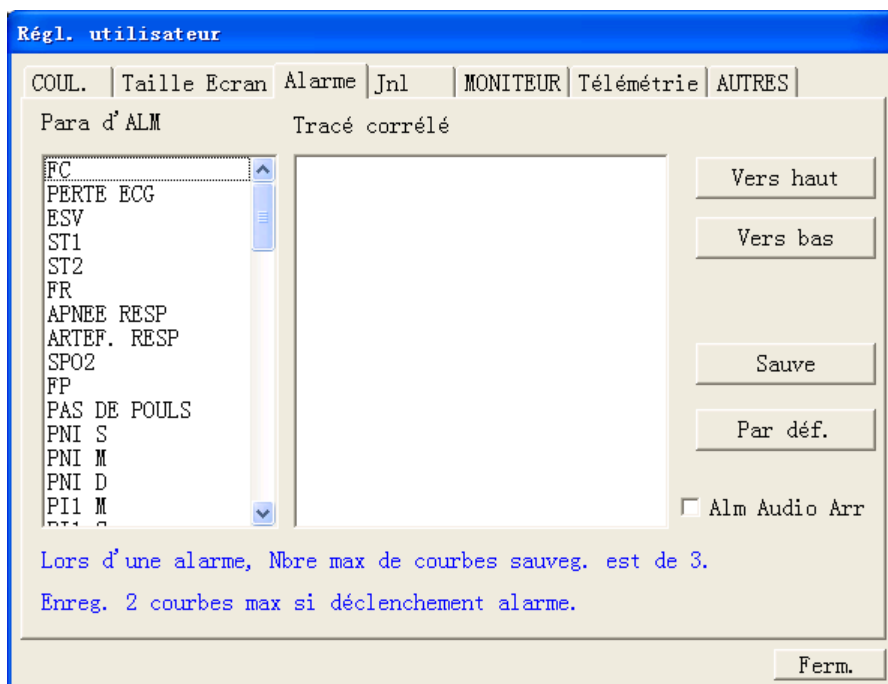 Régl. utilisateur
COUL. Taille Ecran Alarme Jnl MONITEUR Télémétrie AUTRES
Para d'ALM
Tracé corrélé
FC
PERTE ECG
ESV
ST1
ST2
FR
APNEE RESP
ARTEF. RESP
SPO2
FP
PAS DE POULS
PNI S
PNI M
PNI D
PI1 M
Vers haut
Vers bas
Sauve
Par déf.
Alm Audio Arr
Lors d'une alarme, Nbre max de courbes sauveg. est de 3.
Enreg. 2 courbes max si déclenchement alarme.
Ferm.